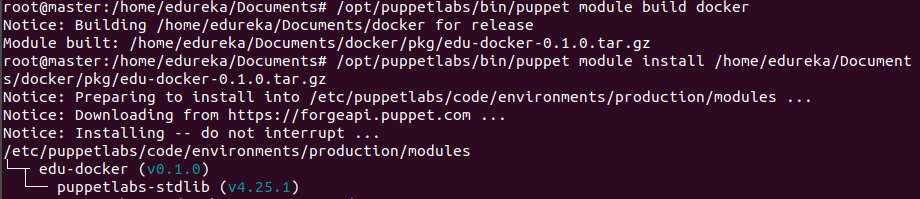 root@master:/home/edureka/Documents# /opt/puppetlabs/bin/puppet module build docker
Notice: Building /home/edureka/Documents/docker for release
Module built: /home/edureka/Documents/docker/pkg/edu-docker-0.1.0.tar.gz
root@master:/home/edureka/Documents# /opt/puppetlabs/bin/puppet module install /home/edureka/Document
s/docker/pkg/edu-docker-0.1.0.tar.gz
Notice: Preparing to install into /etc/puppetlabs/code/environments/production/modules ...
Notice: Downloading from https://forgeapi.puppet.com ...
Notice: Installing -- do not interrupt ...
/etc/puppetlabs/code/environments/production/modules
└─┬ edu-docker (v0.1.0)
  └── puppetlabs-stdlib (v4.25.1)